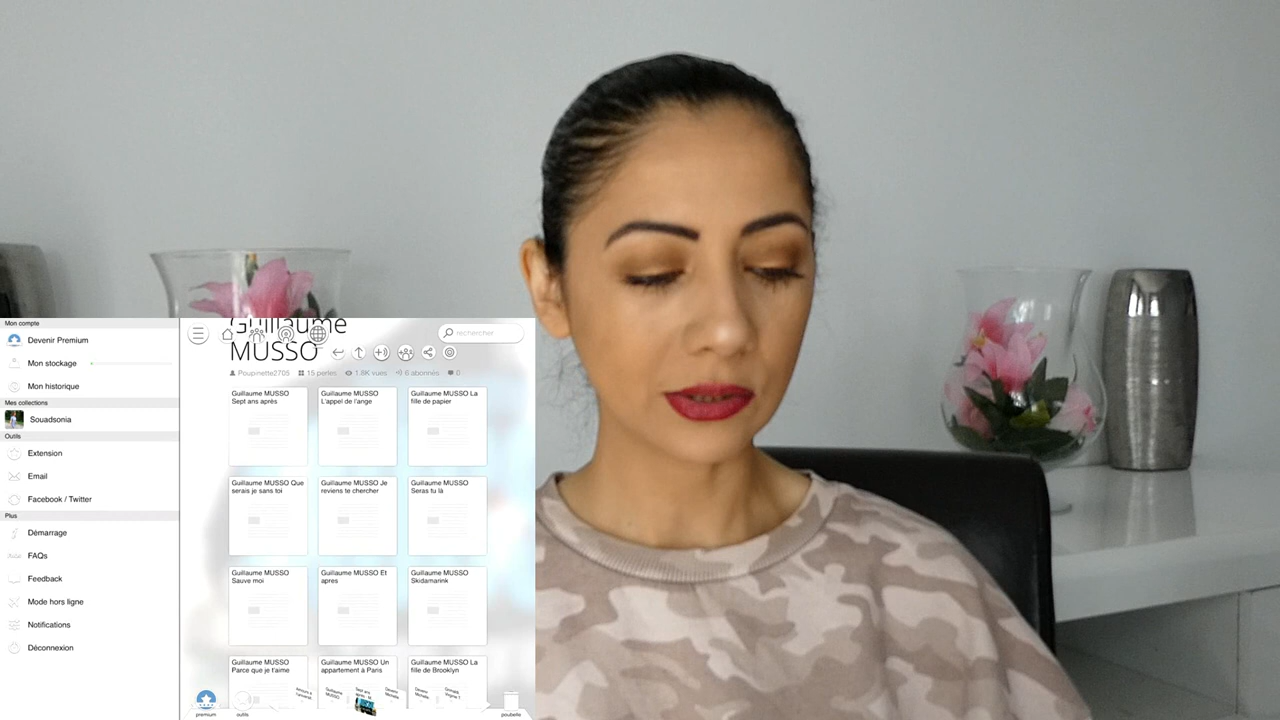 Mon compte
Devenir Premium
Mon stockage
Mon historique
Mes collections
Souadsonia
Outils
Extension
Email
Facebook / Twitter
Plus
Démarrage
FAQs
Feedback
Mode hors ligne
Notifications
Déconnexion
Guillaume
MUSSO
rechercher
Poupinette2705 15 perles 1.8K vues 6 abonnés 0
Guillaume MUSSO
Sept ans après
Guillaume MUSSO
L'appel de l'ange
Guillaume MUSSO La
fille de papier
Guillaume MUSSO Que
serais je sans toi
Guillaume MUSSO Je
reviens te chercher
Guillaume MUSSO
Seras tu là
Guillaume MUSSO
Sauve moi
Guillaume MUSSO Et
apres
Guillaume MUSSO
Skidamarink
Guillaume MUSSO
Parce que je t'aime
Guillaume MUSSO Un
appartement à Paris
Guillaume MUSSO La
fille de Brooklyn
premium
outils
poubelle